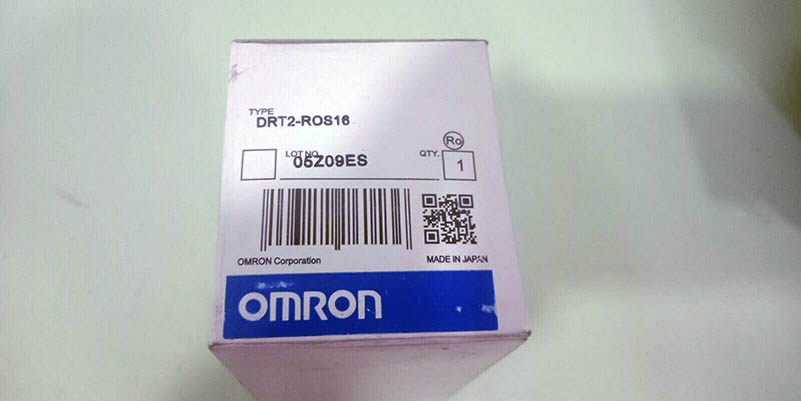 TYPE
DRT2-ROS16
Ro
LOT NO.
05Z09ES
QTY.
1
OMRON Corporation
MADE IN JAPAN
OMRON